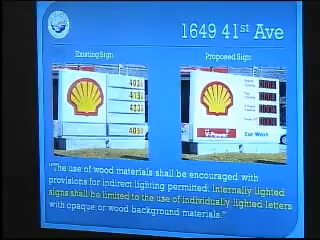 1649 41st Ave
Existing Sign
Proposed Sign
Car Wash
"The use of wood materials shall be encouraged with
provisions for indirect lighting permitted. Internally lighted
signs shall be limited to the use of individually lighted letters
with opaque or wood background materials."